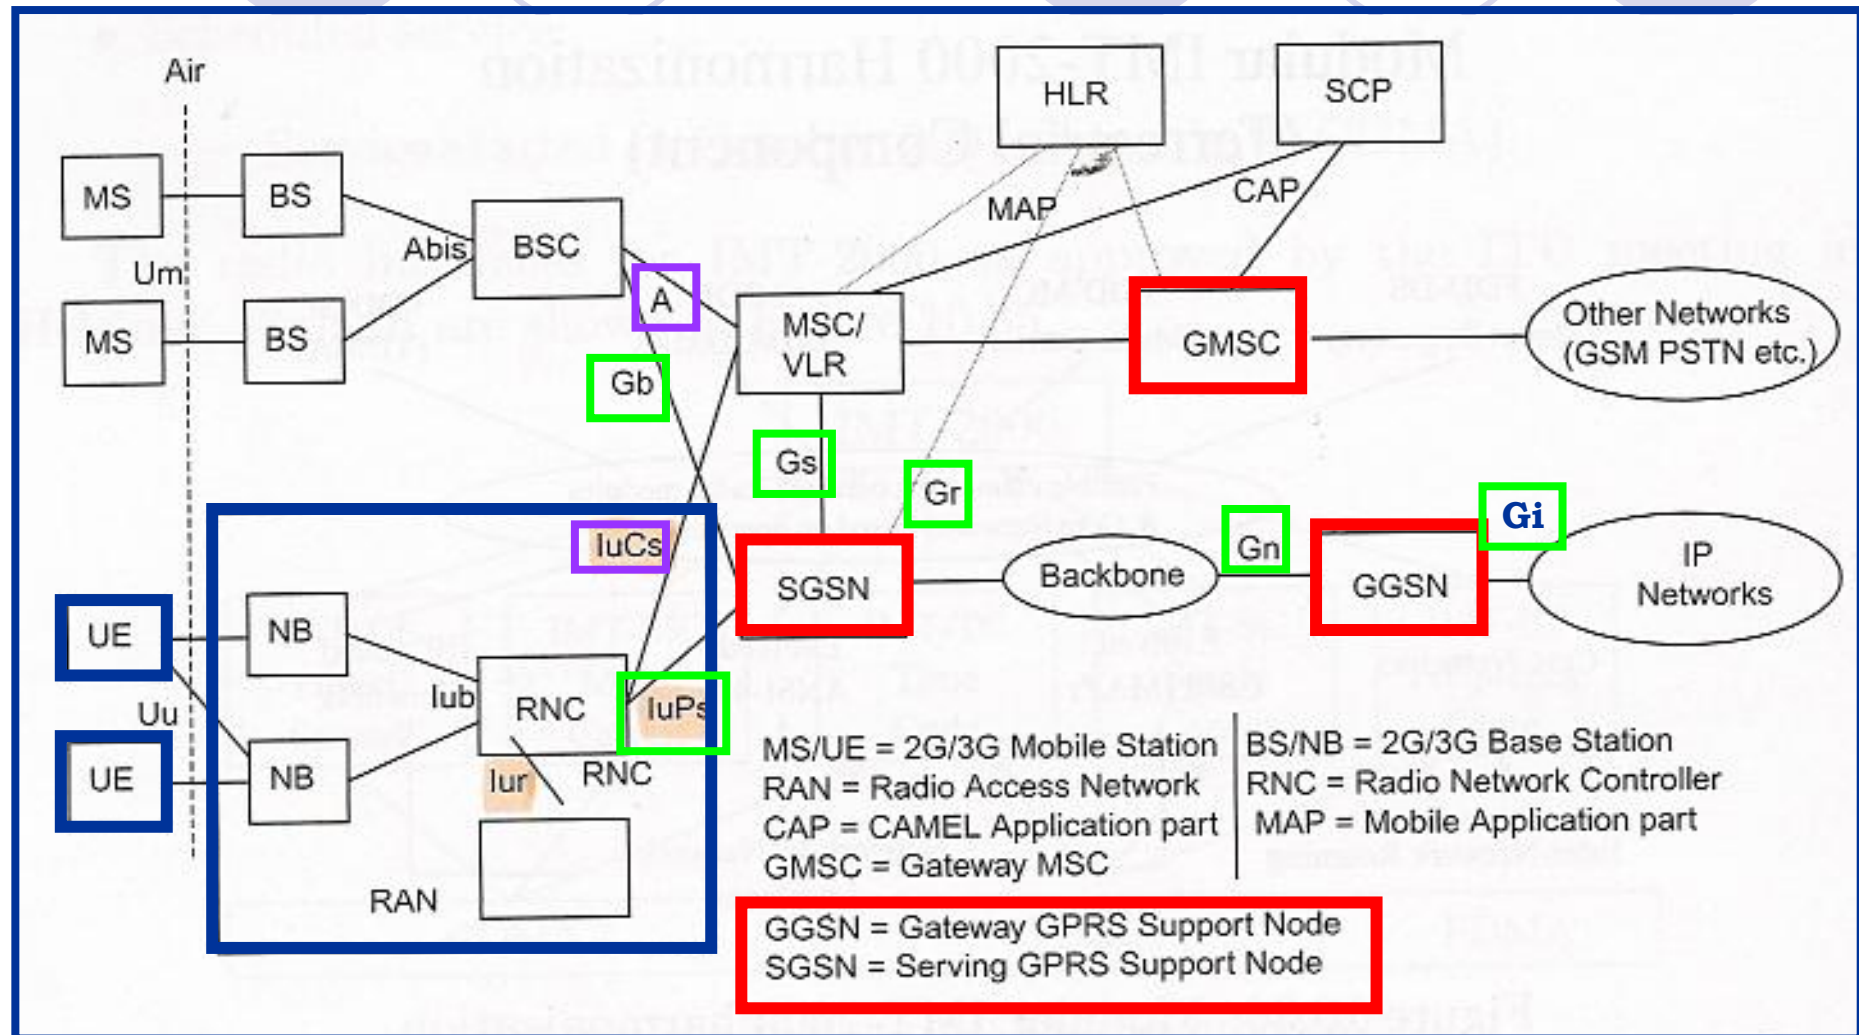 Air
HLR
SCP
MS
BS
Abis
BSC
MAP
CAP
Um
A
MS
BS
MSC/
VLR
GMSC
Other Networks
(GSM PSTN etc.)
Gb
Gs
Gr
Gn
Gi
IuCs
SGSN
Backbone
GGSN
IP
Networks
UE
NB
Iub
RNC
IuPs
Uu
UE
NB
Iur
RNC
RAN
MS/UE = 2G/3G Mobile Station
RAN = Radio Access Network
CAP = CAMEL Application part
GMSC = Gateway MSC
BS/NB = 2G/3G Base Station
RNC = Radio Network Controller
MAP = Mobile Application part
GGSN = Gateway GPRS Support Node
SGSN = Serving GPRS Support Node